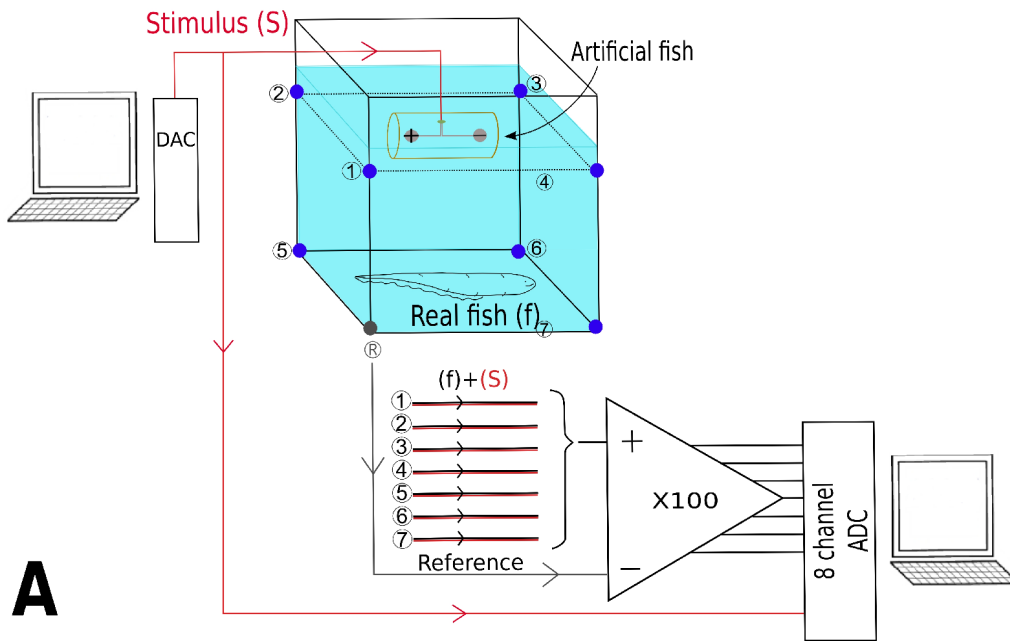 Stimulus (S)
Artificial fish
DAC
+
−
①
②
③
④
⑤
⑥
⑦
Real fish (f)
Ⓡ
(f)+(S)
①
②
③
④
⑤
⑥
⑦
Reference
+
−
X100
8 channel
ADC
A